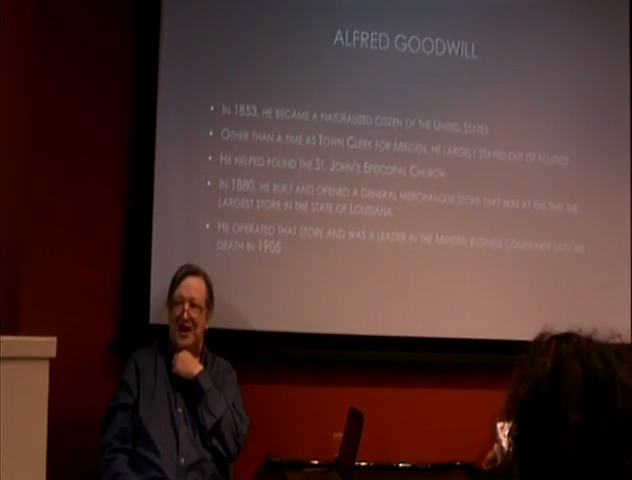 ALFRED GOODWILL
• IN 1853, HE BECAME A NATURALIZED CITIZEN OF THE UNITED STATES
• OTHER THAN A TIME AS TOWN CLERK FOR MINDEN, HE LARGELY STAYED OUT OF POLITICS
• HE HELPED FOUND THE ST. JOHN'S EPISCOPAL CHURCH
• IN 1880, HE BUILT AND OPENED A GENERAL MERCHANDISE STORE THAT WAS AT THE TIME THE
LARGEST STORE IN THE STATE OF LOUISIANA
• HE OPERATED THAT STORE AND WAS A LEADER IN THE MINDEN BUSINESS COMMUNITY UNTIL HIS
DEATH IN 1905